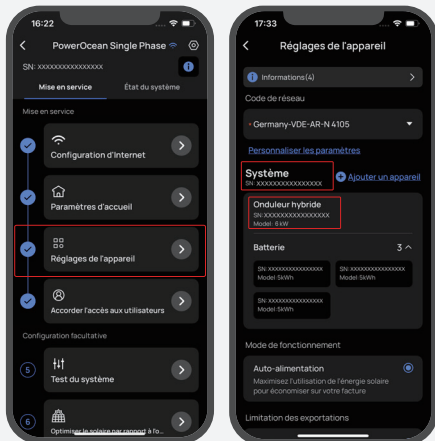 16:22
PowerOcean Single Phase
SN: XXXXXXXXXXXXXXXX
Mise en service
État du système
Mise en service
Configuration d'Internet
Paramètres d'accueil
Réglages de l'appareil
Accorder l'accès aux utilisateurs
Configuration facultative
5
Test du système
6
Optimiser le solaire par rapport à l'o...
17:33
Réglages de l'appareil
Informations(4)
Code de réseau
*Germany-VDE-AR-N 4105
Personnaliser les paramètres
Système
SN: XXXXXXXXXXXXXXXX
Ajouter un appareil
Onduleur hybride
SN:XXXXXXXXXXXXXXXX
Model: 6 kW
Batterie
3
SN: XXXXXXXXXXXXXXXX
Model:5kWh
SN: XXXXXXXXXXXXXXXX
Model:5kWh
SN: XXXXXXXXXXXXXXXX
Model:5kWh
Mode de fonctionnement
Auto-alimentation
Maximisez l'utilisation de l'énergie solaire
pour économiser sur votre facture
Limitation des exportations